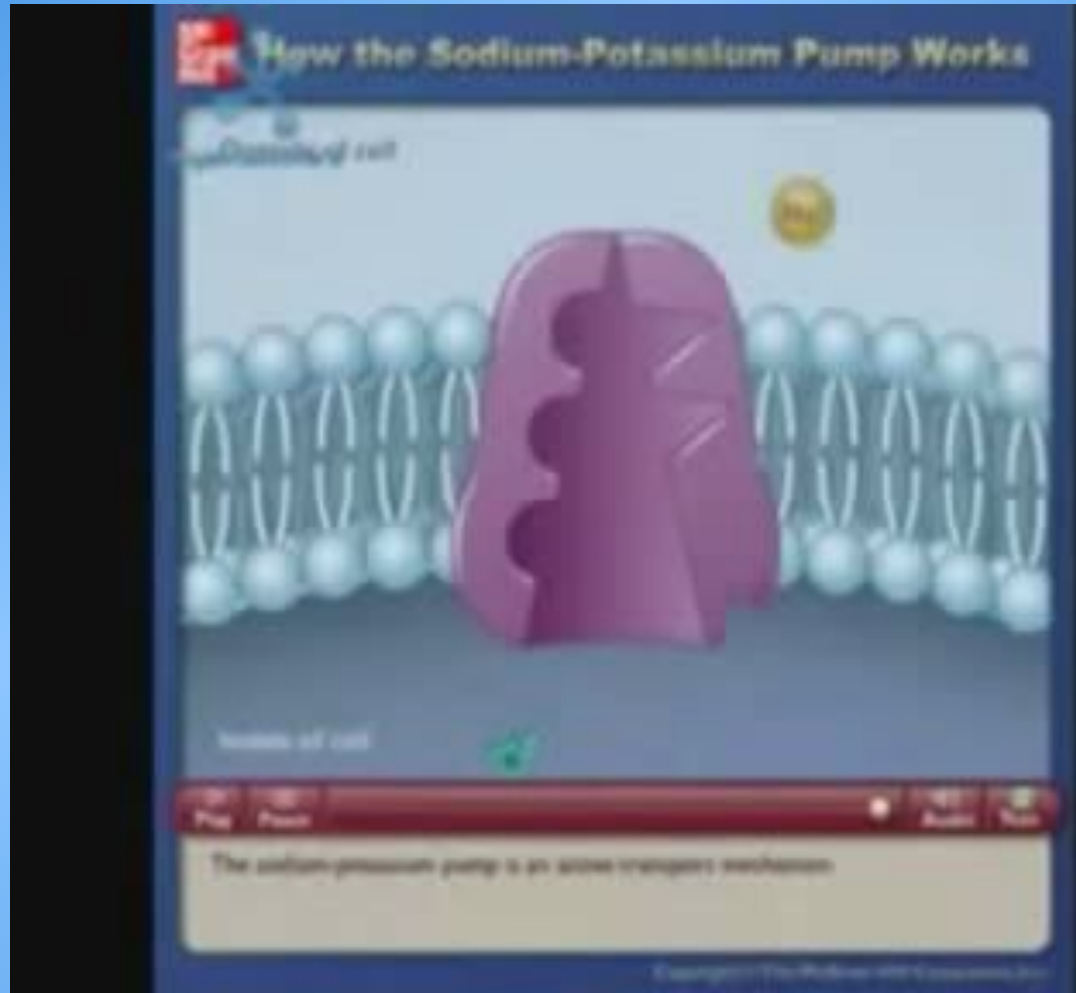 How the Sodium-Potassium Pump Works
Outside of cell
Na
Inside of cell
Play Pause Audio Text
The sodium-potassium pump is an active transport mechanism